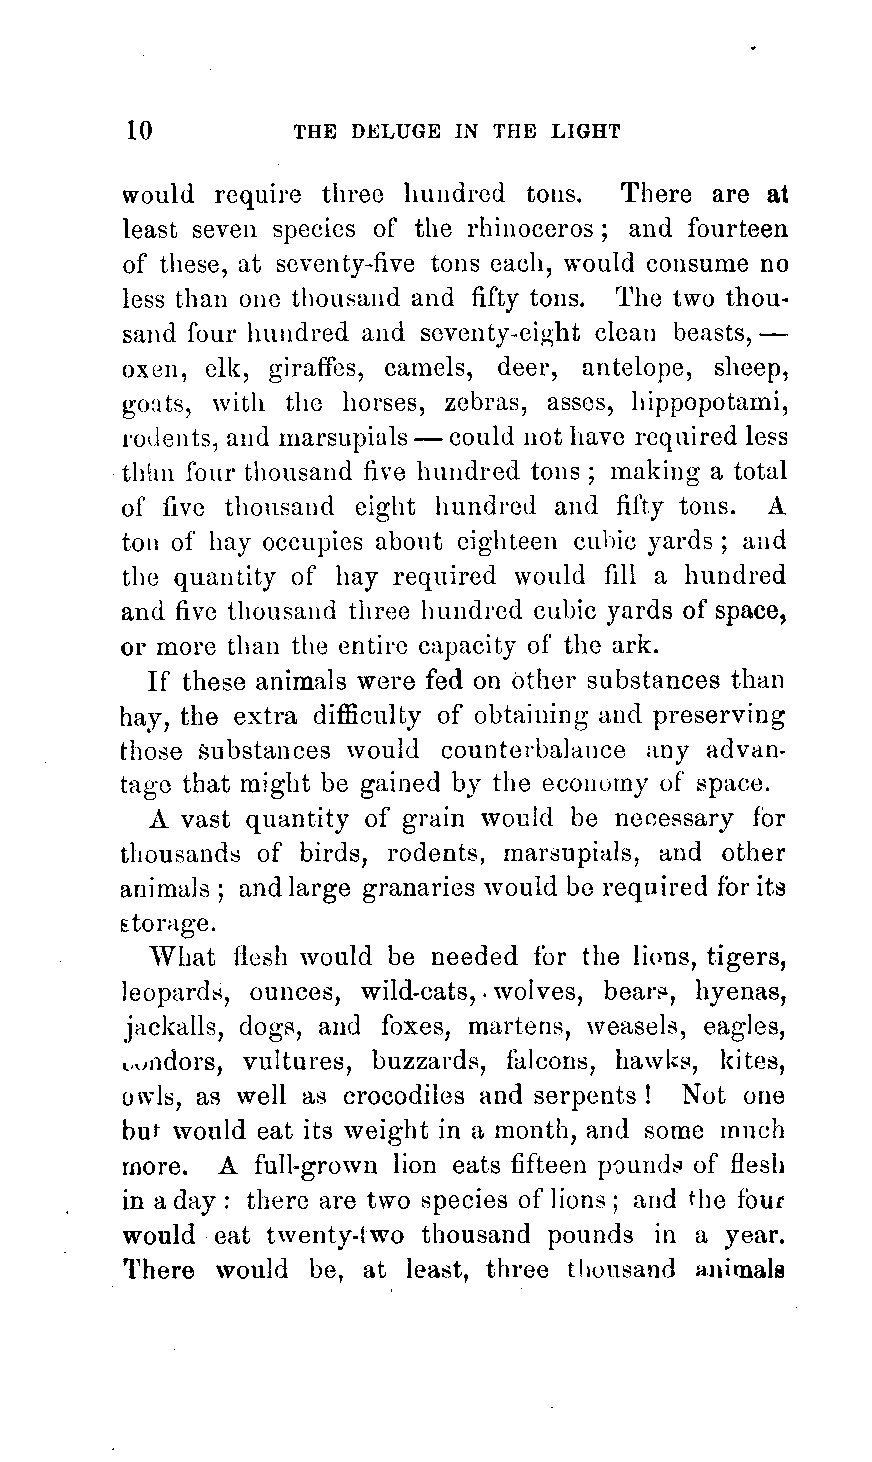 10 THE DELUGE IN THE LIGHT
would require three hundred tons. There are at
least seven species of the rhinoceros ; and fourteen
of these, at seventy-five tons each, would consume no
less than one thousand and fifty tons. The two thou-
sand four hundred and seventy-eight clean beasts, —
oxen, elk, giraffes, camels, deer, antelope, sheep,
goats, with the horses, zebras, asses, hippopotami,
rodents, and marsupials — could not have required less
than four thousand five hundred tons ; making a total
of five thousand eight hundred and fifty tons. A
ton of hay occupies about eighteen cubic yards ; and
the quantity of hay required would fill a hundred
and five thousand three hundred cubic yards of space,
or more than the entire capacity of the ark.
If these animals were fed on other substances than
hay, the extra difficulty of obtaining and preserving
those substances would counterbalance any advan-
tage that might be gained by the economy of space.
A vast quantity of grain would be necessary for
thousands of birds, rodents, marsupials, and other
animals ; and large granaries would be required for its
storage.
What flesh would be needed for the lions, tigers,
leopards, ounces, wild-cats, wolves, bears, hyenas,
jackalls, dogs, and foxes, martens, weasels, eagles,
condors, vultures, buzzards, falcons, hawks, kites,
owls, as well as crocodiles and serpents ! Not one
but would eat its weight in a month, and some much
more. A full-grown lion eats fifteen pounds of flesh
in a day : there are two species of lions ; and the four
would eat twenty-two thousand pounds in a year.
There would be, at least, three thousand animals